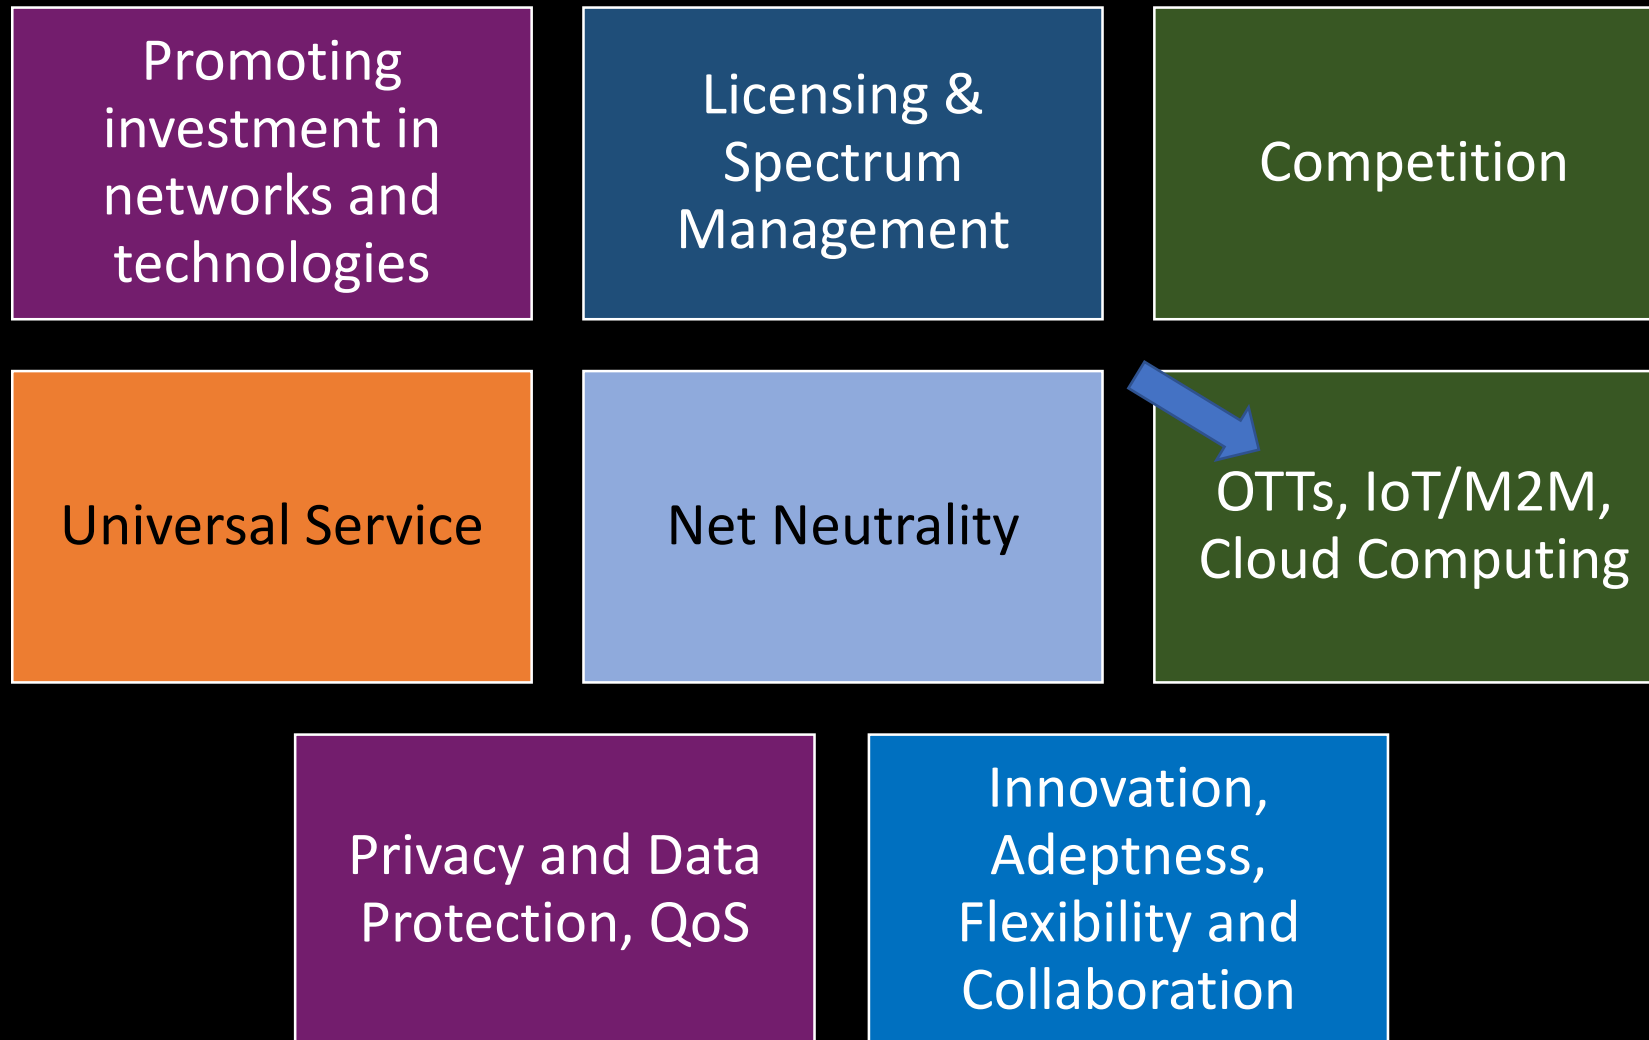 Promoting
investment in
networks and
technologies
Licensing &
Spectrum
Management
Competition
Universal Service
Net Neutrality
OTTs, IoT/M2M,
Cloud Computing
Privacy and Data
Protection, QoS
Innovation,
Adeptness,
Flexibility and
Collaboration